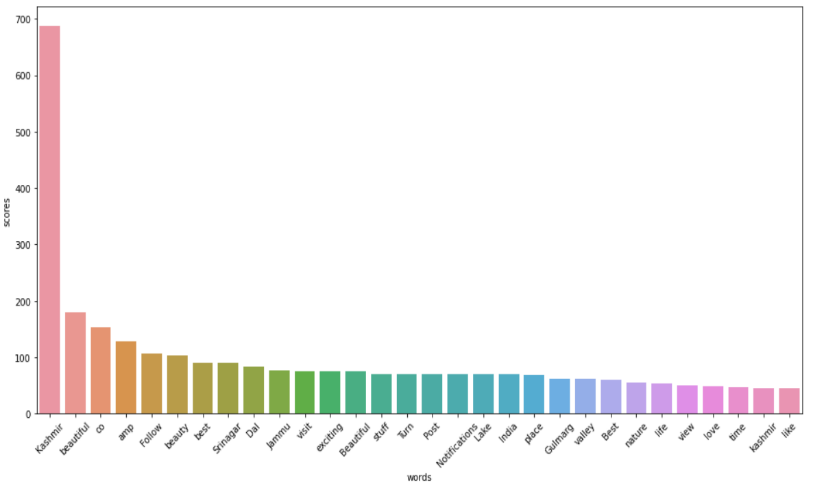 700
600
500
400
300
200
100
0
scores
Kashmir
beautiful
co
amp
Follow
beauty
best
Srinagar
Dal
Jammu
visit
exciting
Beautiful
stuff
Turn
Post
Notifications
Lake
India
place
Gulmarg
valley
Best
nature
life
view
love
time
kashmir
like
words